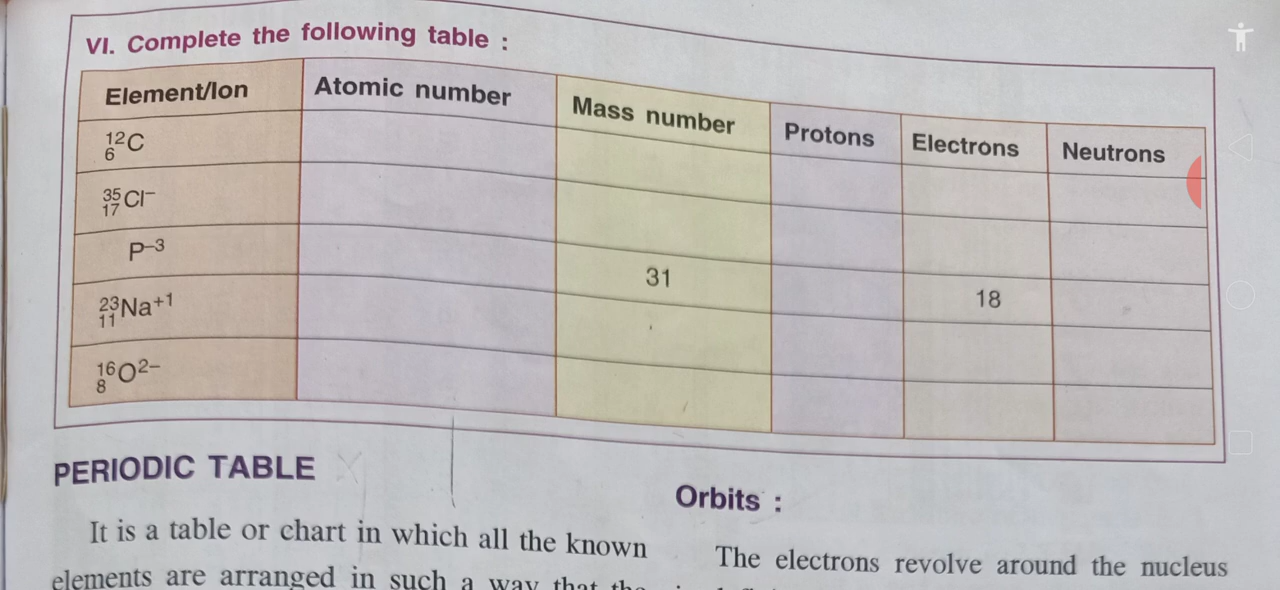 VI. Complete the following table :
Element/Ion Atomic number Mass number Protons Electrons Neutrons
¹²₆C
³⁵₁₇Cl⁻
P⁻³ 31 18
²³₁₁Na⁺¹
¹⁶₈O²⁻
PERIODIC TABLE
It is a table or chart in which all the known
elements are arranged in such a way that the
Orbits :
The electrons revolve around the nucleus